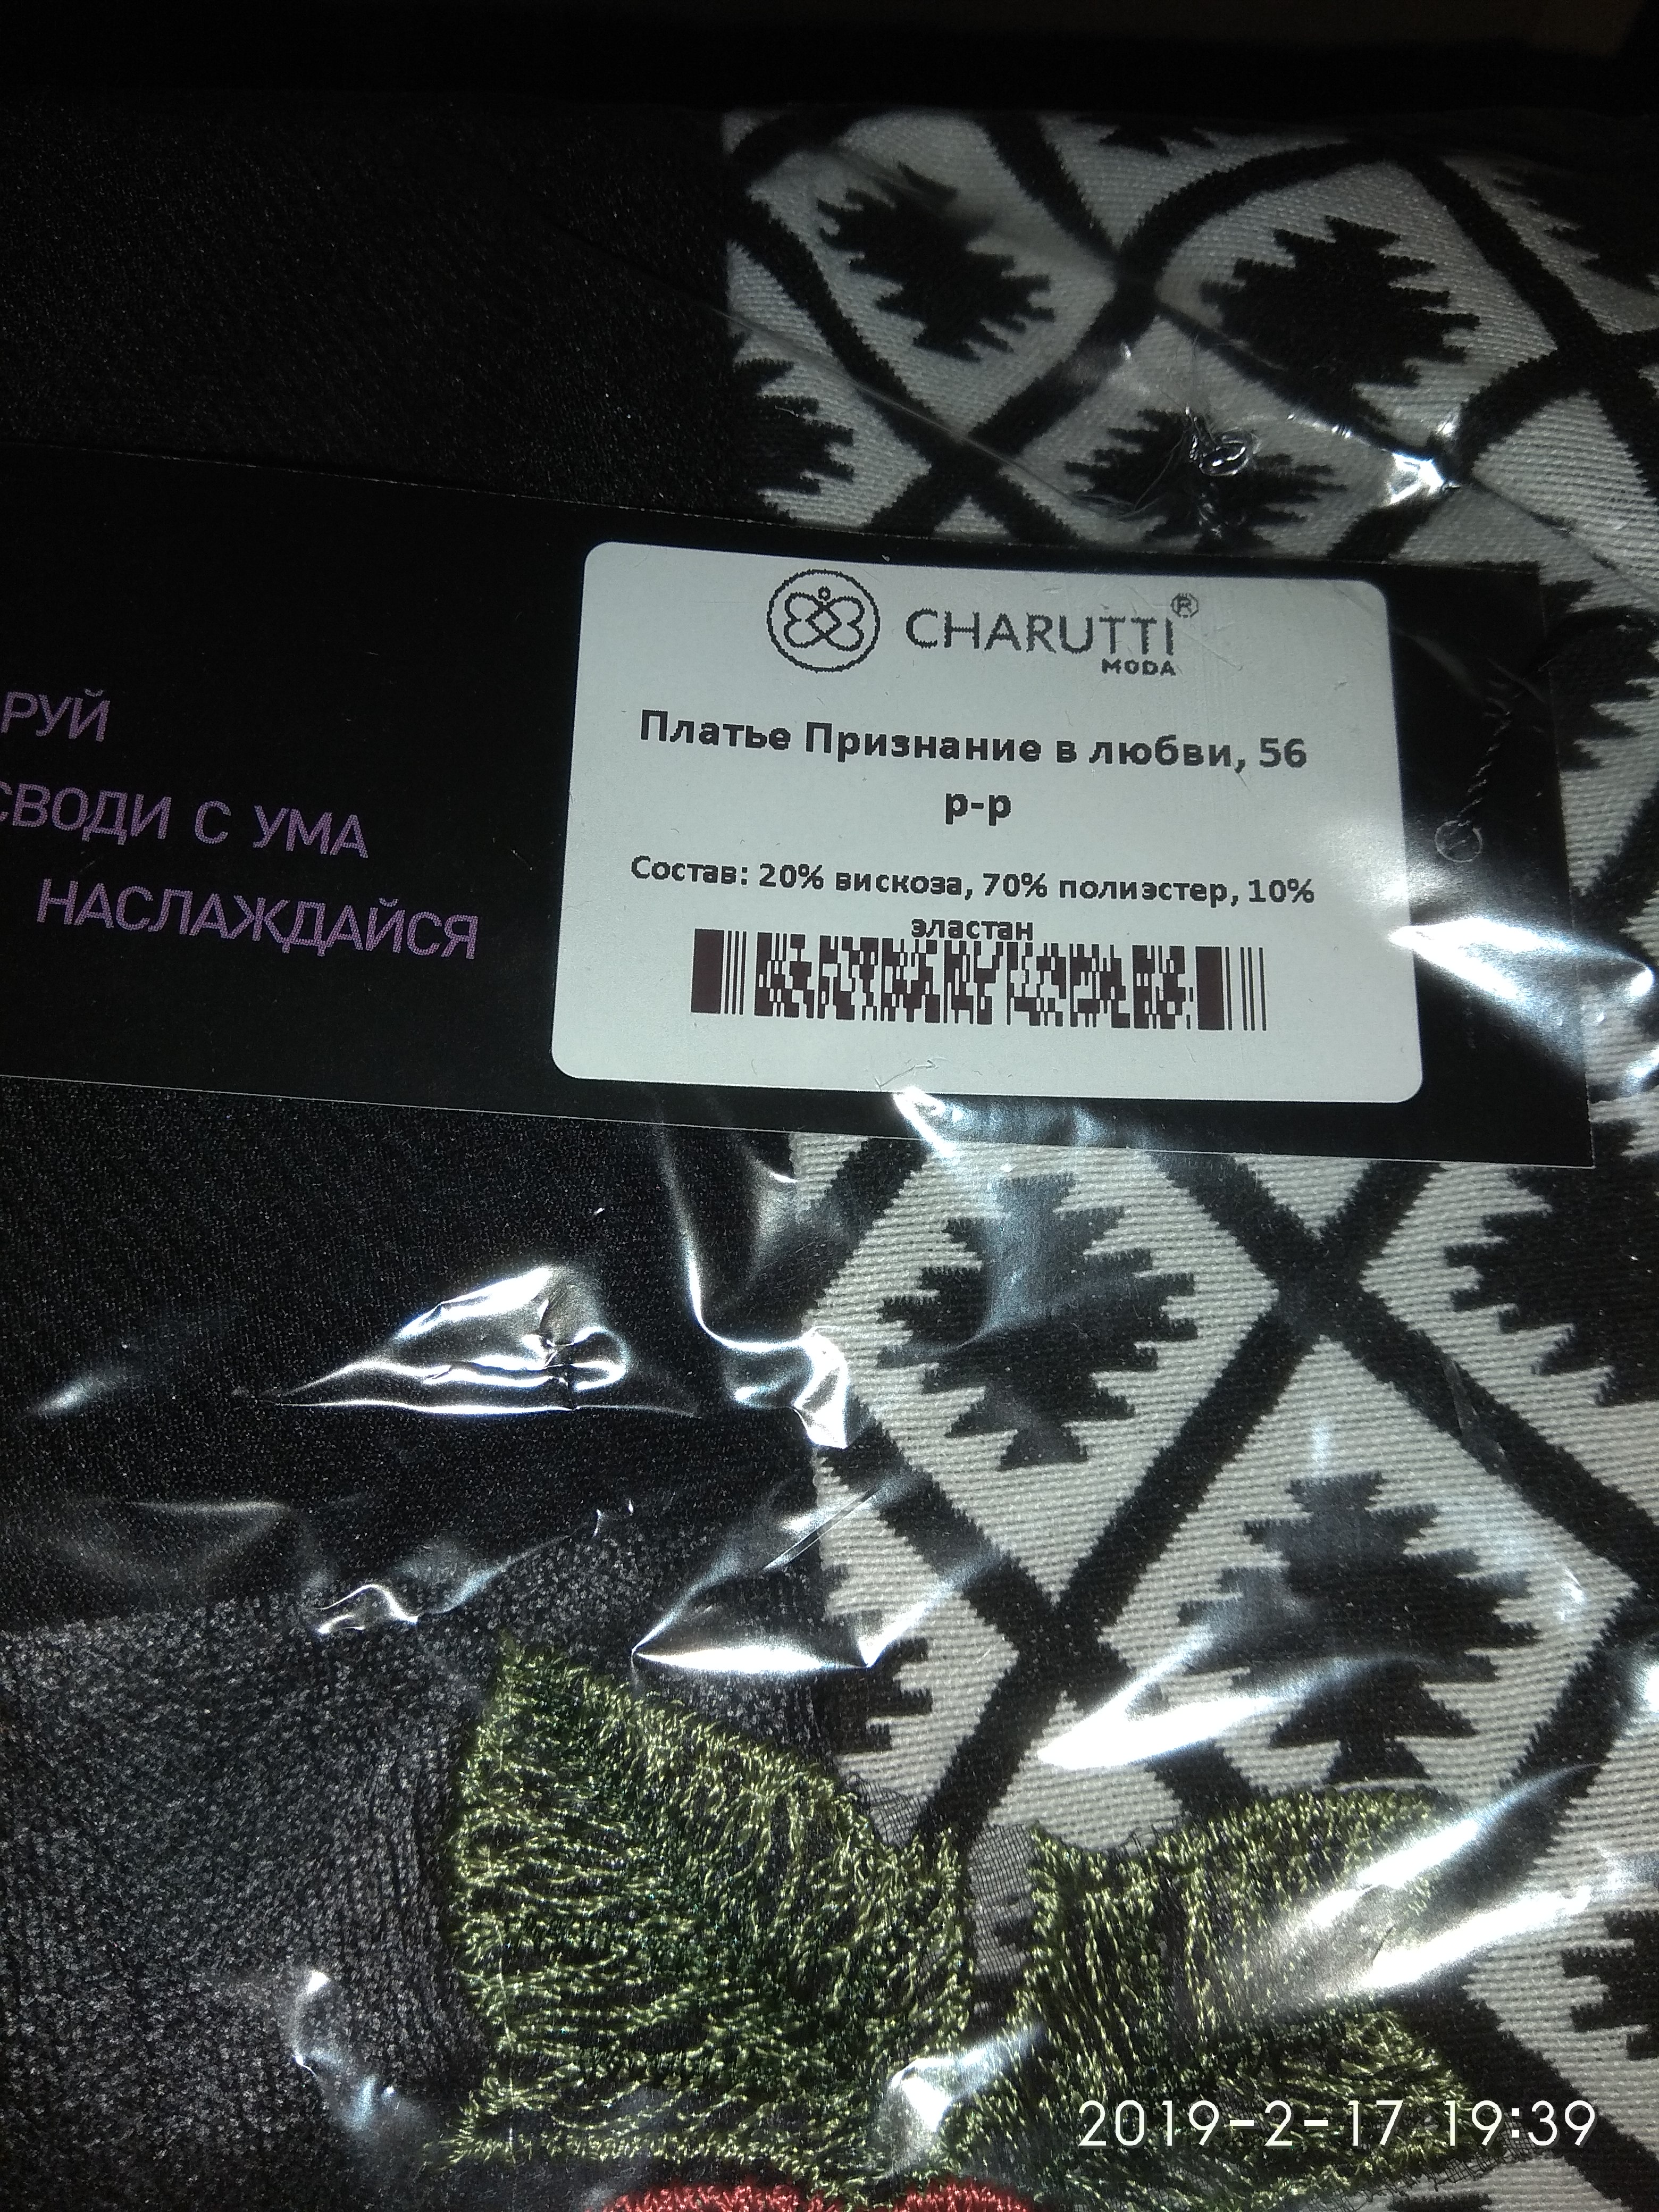 CHARUTTI®
MODA
Платье Признание в любви, 56
р-р
Состав: 20% вискоза, 70% полиэстер, 10%
эластан
РУЙ
СВОДИ С УМА
НАСЛАЖДАЙСЯ
2019-2-17 19:39